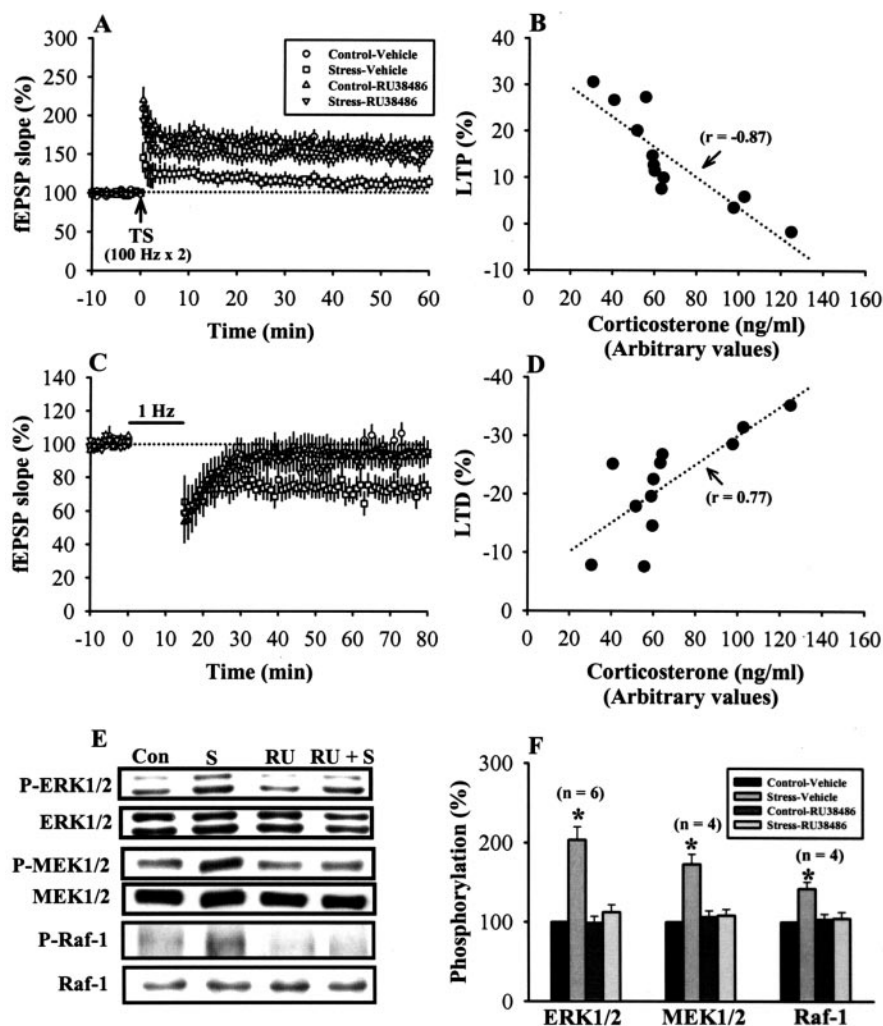 A
300
250
200
150
100
50
0
fEPSP slope (%)
Control-Vehicle
Stress-Vehicle
Control-RU38486
Stress-RU38486
TS
(100 Hz x 2)
-10 0 10 20 30 40 50 60
Time (min)
B
40
30
20
10
0
-10
LTP (%)
(r = -0.87)
20 40 60 80 100 120 140 160
Corticosterone (ng/ml)
(Arbitrary values)
C
140
120
100
80
60
40
20
0
fEPSP slope (%)
1 Hz
-10 0 10 20 30 40 50 60 70 80
Time (min)
D
-40
-30
-20
-10
0
LTD (%)
(r = 0.77)
20 40 60 80 100 120 140 160
Corticosterone (ng/ml)
(Arbitrary values)
E
Con S RU RU + S
P-ERK1/2
ERK1/2
P-MEK1/2
MEK1/2
P-Raf-1
Raf-1
F
300
200
100
0
Phosphorylation (%)
Control-Vehicle
Stress-Vehicle
Control-RU38486
Stress-RU38486
(n = 6)
*
(n = 4)
*
(n = 4)
*
ERK1/2 MEK1/2 Raf-1